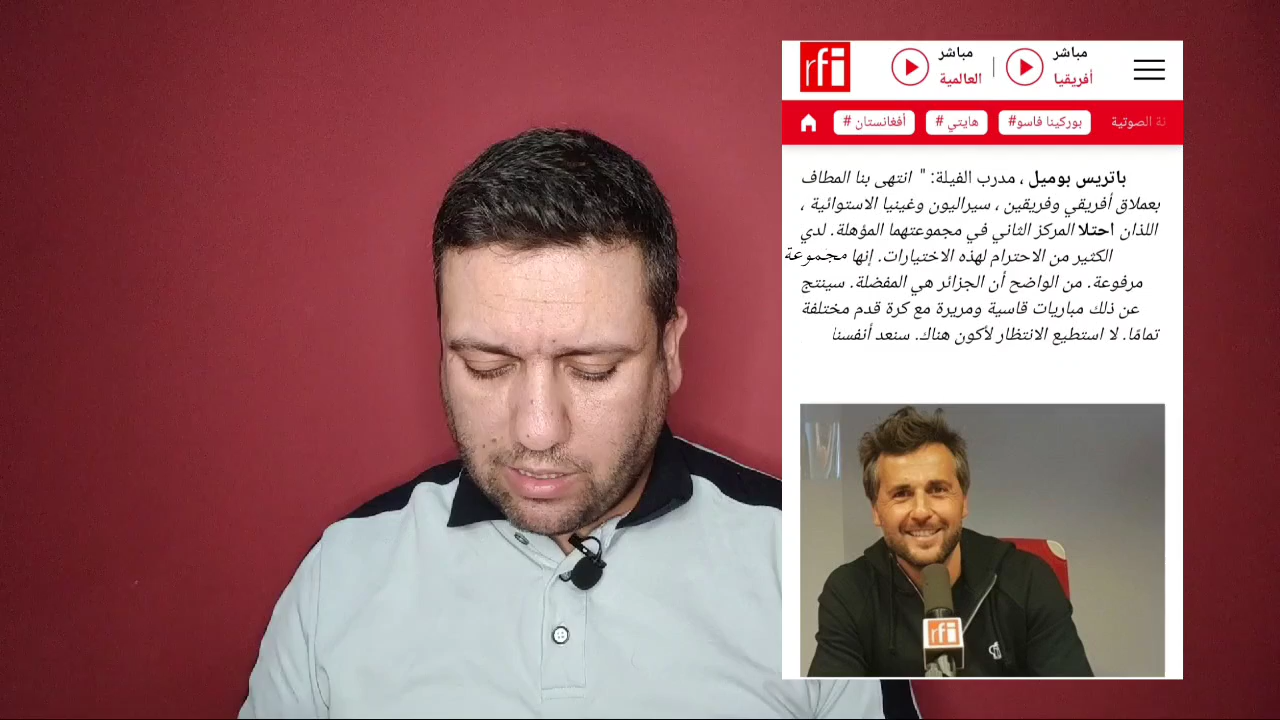 rfi
مباشر
العالمية
مباشر
أفريقيا
# أفغانستان
# هايتي
#بوركينا فاسو
الصوتية
باتريس بوميل ، مدرب الفيلة: " انتهى بنا المطاف
بعملاق أفريقي وفريقين ، سيراليون وغينيا الاستوائية ،
اللذان احتلا المركز الثاني في مجموعتهما المؤهلة. لدي
الكثير من الاحترام لهذه الاختيارات. إنها مجموعة
مرفوعة. من الواضح أن الجزائر هي المفضلة. سينتج
عن ذلك مباريات قاسية ومريرة مع كرة قدم مختلفة
تمامًا. لا استطيع الانتظار لأكون هناك. سنعد أنفسنا
rfi